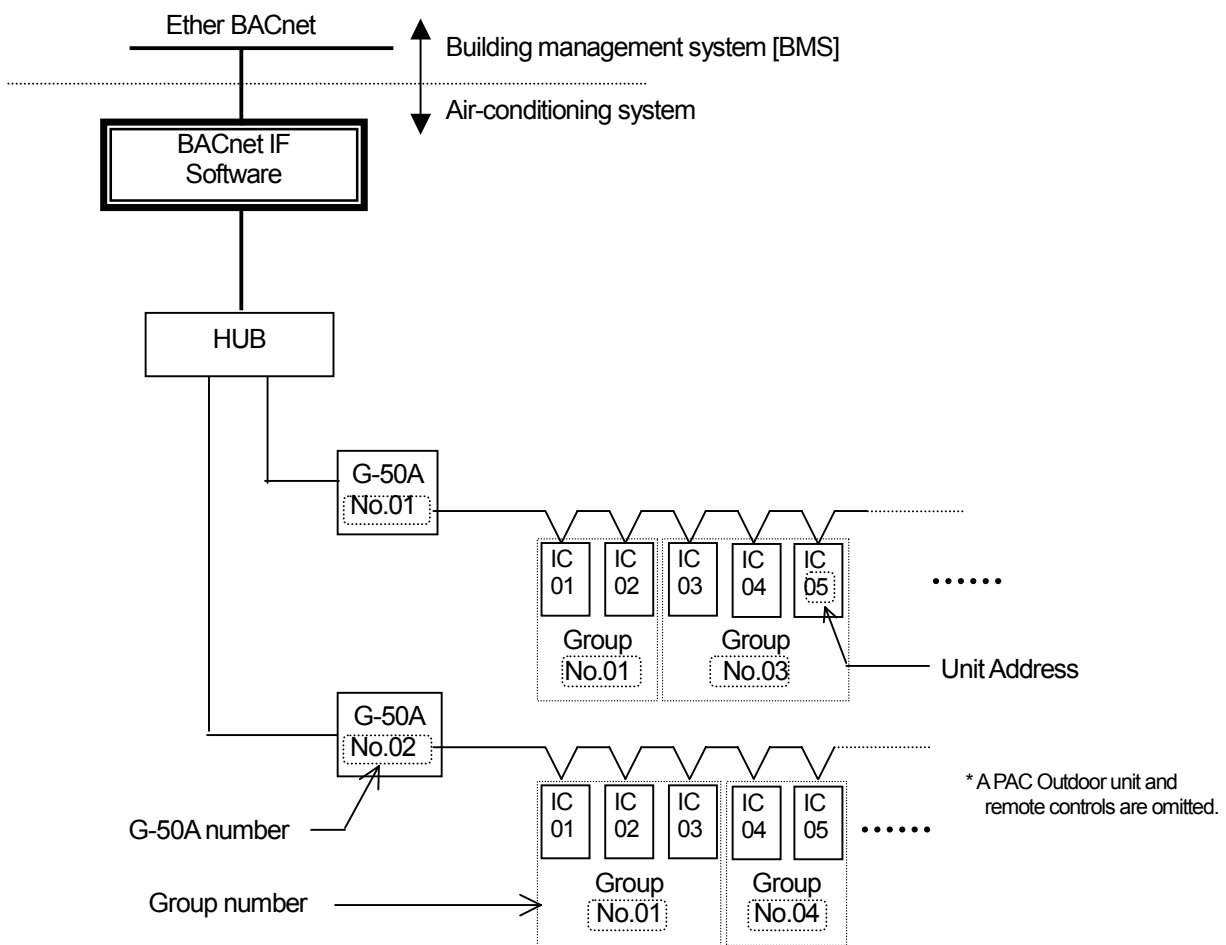 Ether BACnet
Building management system [BMS]
Air-conditioning system
BACnet IF
Software
HUB
G-50A
No.01
IC
01
IC
02
IC
03
IC
04
IC
05
Group
No.01
Group
No.03
Unit Address
G-50A
No.02
IC
01
IC
02
IC
03
IC
04
IC
05
* A PAC Outdoor unit and
remote controls are omitted.
G-50A number
Group
No.01
Group
No.04
Group number